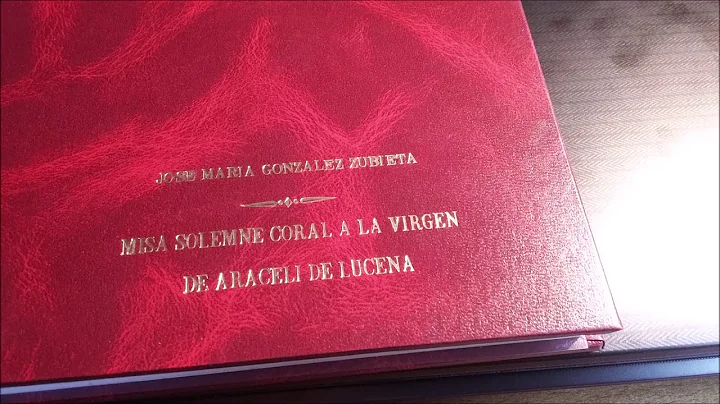 JOSE MARIA GONZALEZ ZUBIETA
MISA SOLEMNE CORAL A LA VIRGEN
DE ARACELI DE LUCENA